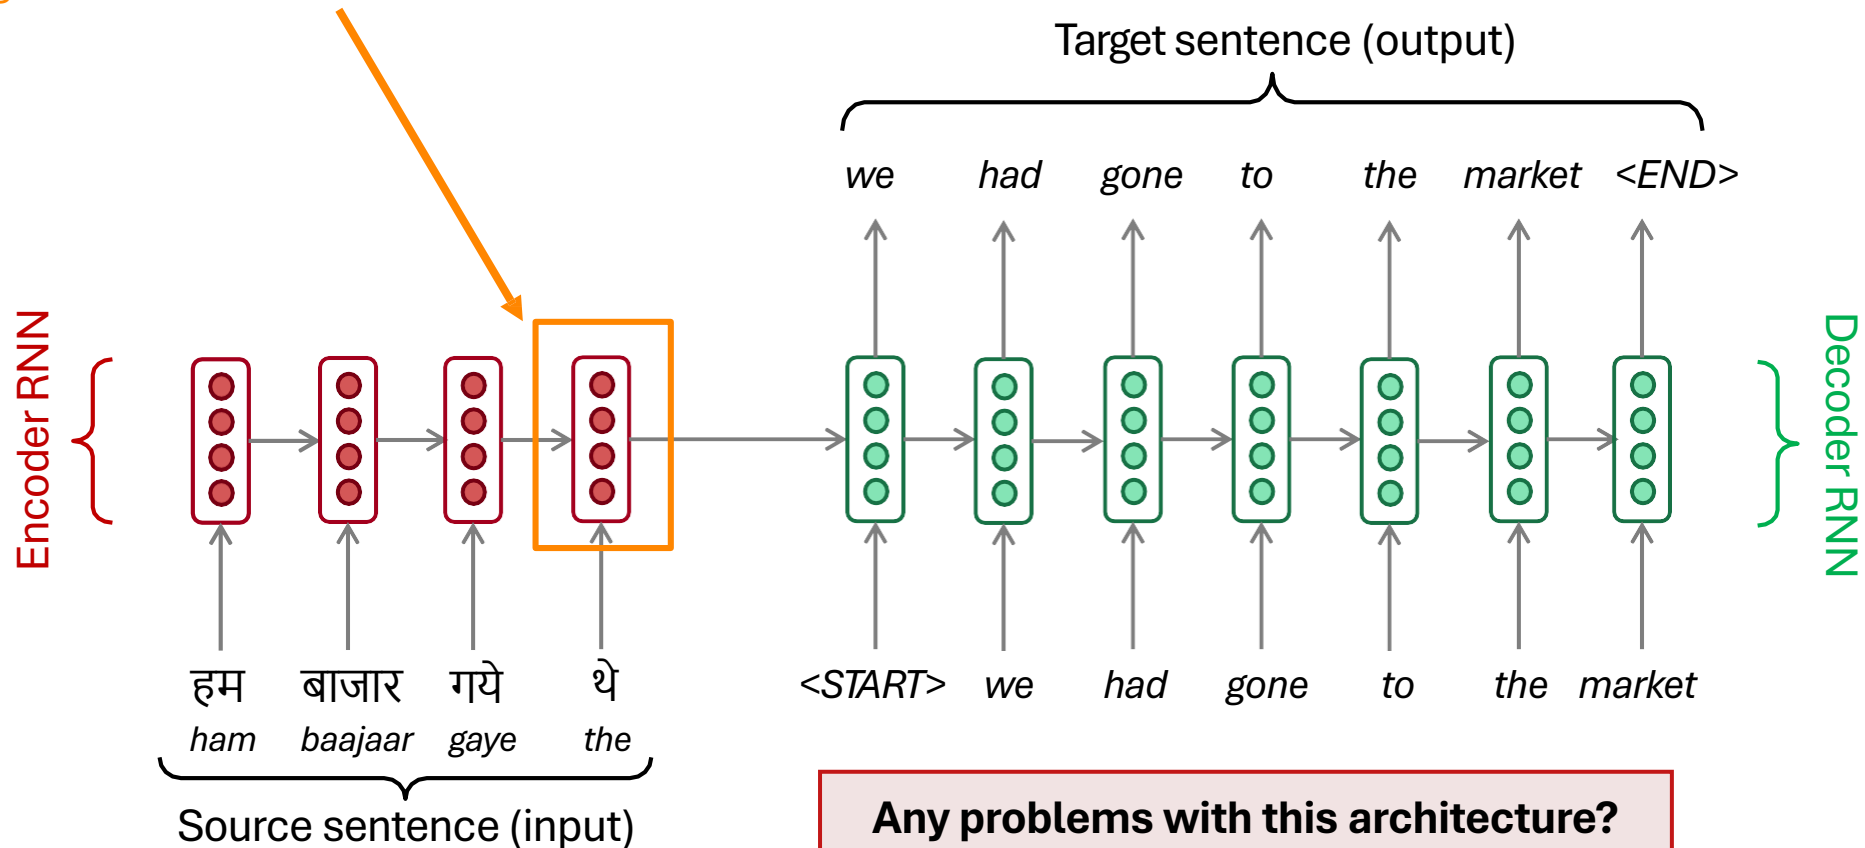 Target sentence (output)
we had gone to the market <END>
Encoder RNN
Decoder RNN
हम बाजार गये थे
<START> we had gone to the market
ham baajaar gaye the
Source sentence (input)
Any problems with this architecture?